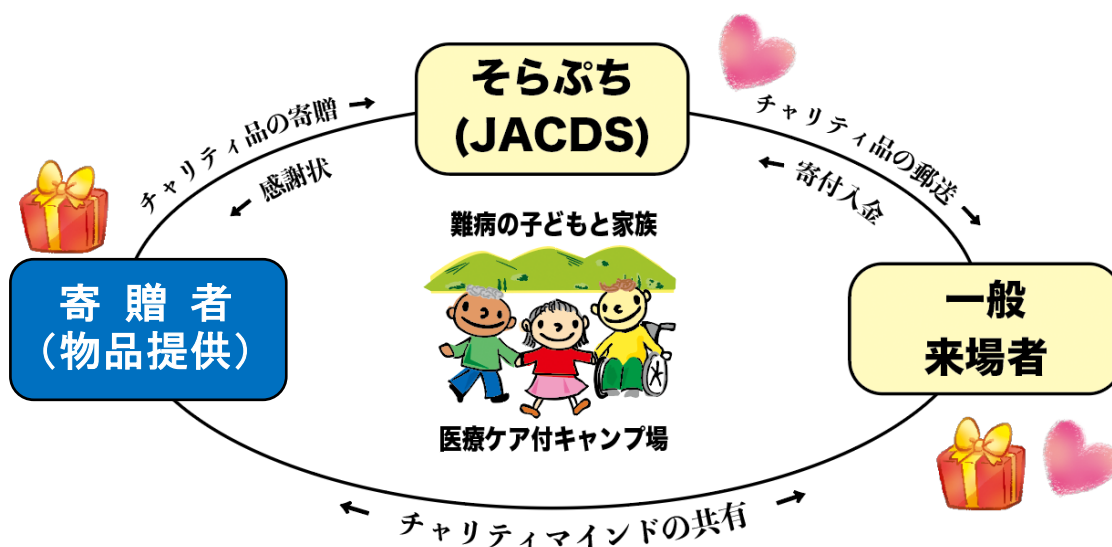 そらぷち
(JACDS)
チャリティ品の寄贈 →
← 感謝状
チャリティ品の郵送 →
← 寄付入金
難病の子どもと家族
寄贈者
（物品提供）
一般
来場者
医療ケア付キャンプ場
← チャリティマインドの共有 →